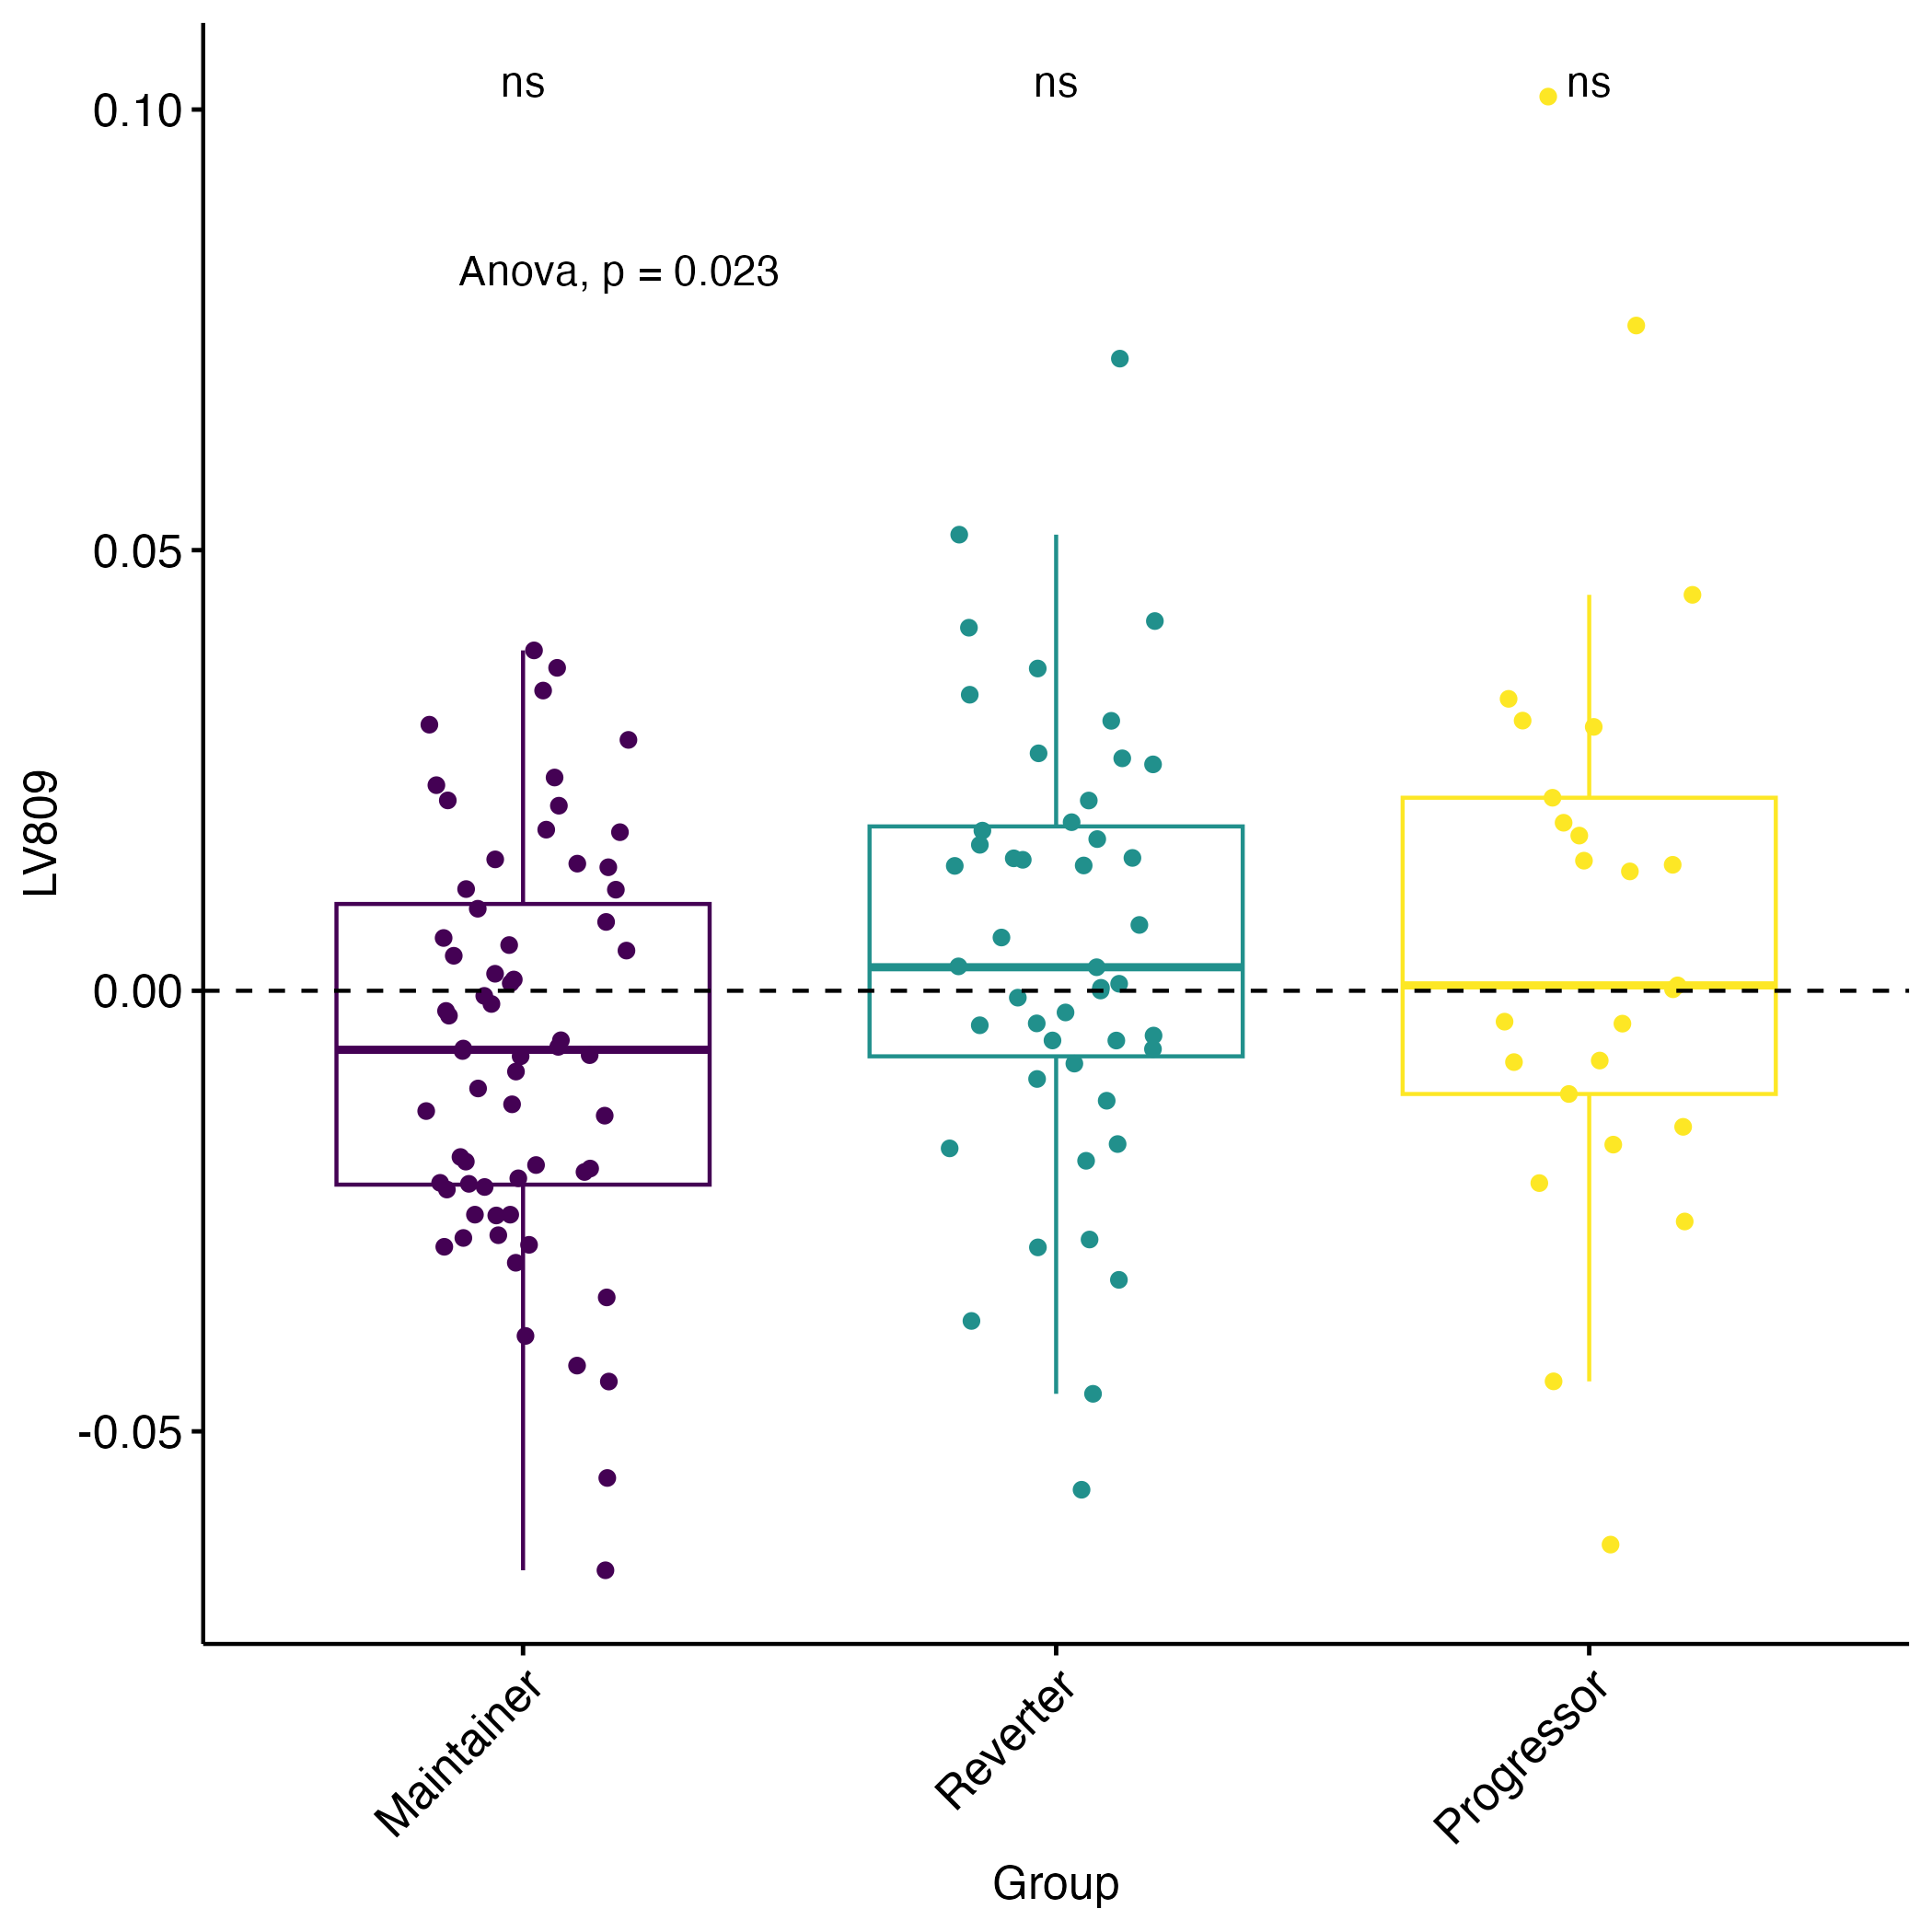 ns ns ns
0.10
Anova, p = 0.023
0.05
LV809
0.00
-0.05
Maintainer Reverter Progressor
Group